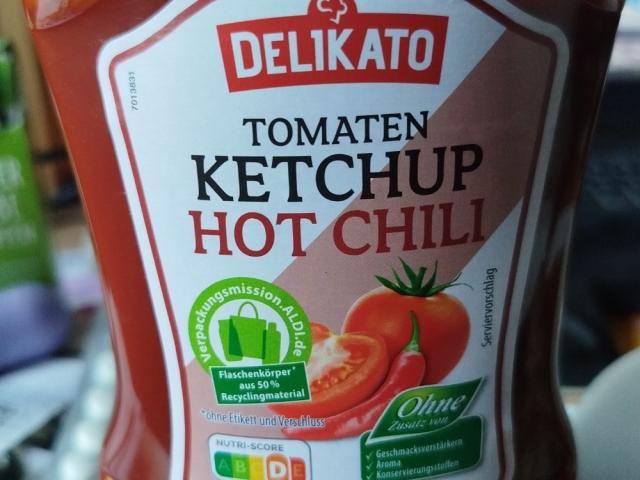 DELIKATO
7013831
TOMATEN
KETCHUP
HOT CHILI
Serviervorschlag
verpackungsmission.ALDI.de
Flaschenkörper*
aus 50 %
Recyclingmaterial
*ohne Etikett und Verschluss
Ohne
Zusatz von
Geschmacksverstärkern
Aroma
Konservierungsstoffen
NUTRI-SCORE
A B C D E